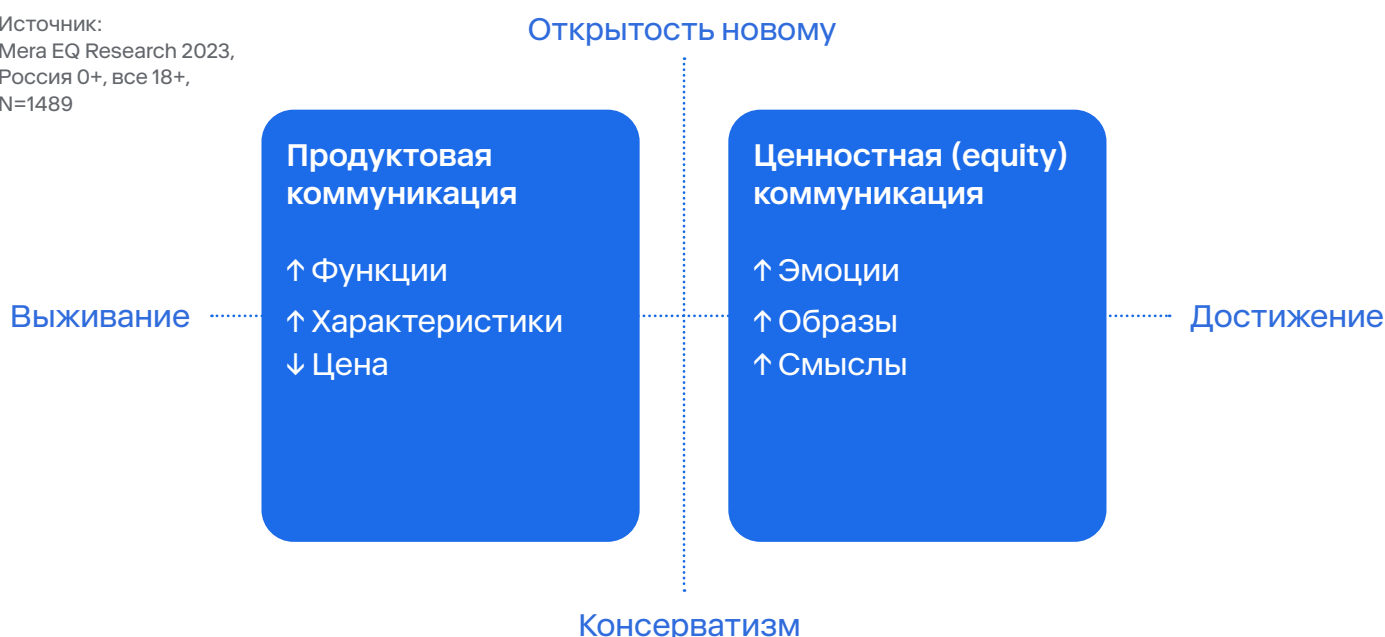 Источник:
Mera EQ Research 2023,
Россия 0+, все 18+,
N=1489
Открытость новому
Продуктовая
коммуникация
↑ Функции
↑ Характеристики
↓ Цена
Ценностная (equity)
коммуникация
↑ Эмоции
↑ Образы
↑ Смыслы
Выживание
Достижение
Консерватизм